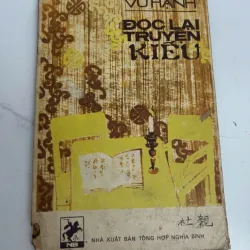 VŨ HẠNH
ĐỌC LẠI
TRUYỆN
KIỀU
NHÀ XUẤT BẢN TỔNG HỢP NGHĨA BÌNH